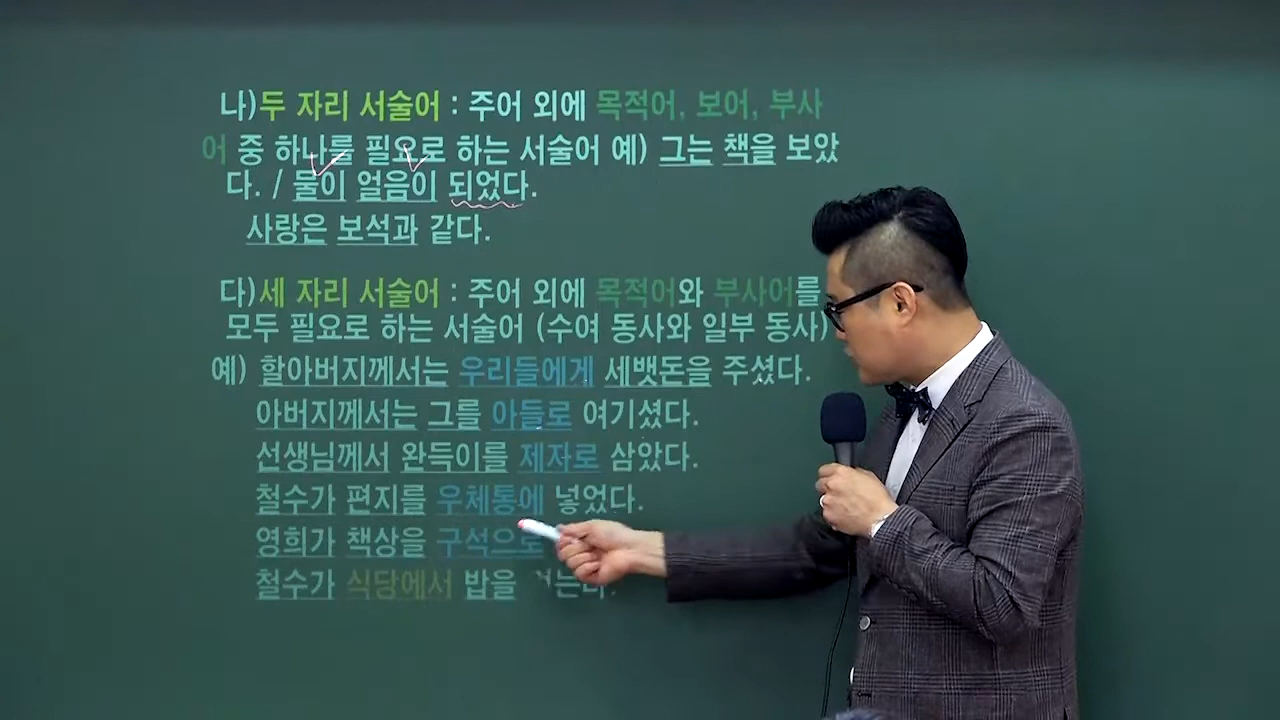 나)두 자리 서술어 : 주어 외에 목적어, 보어, 부사
어 중 하나를 필요로 하는 서술어 예) 그는 책을 보았
다. / 물이 얼음이 되었다.
사랑은 보석과 같다.
다)세 자리 서술어 : 주어 외에 목적어와 부사어를
모두 필요로 하는 서술어 (수여 동사와 일부 동사)
예) 할아버지께서는 우리들에게 세뱃돈을 주셨다.
아버지께서는 그를 아들로 여기셨다.
선생님께서 완득이를 제자로 삼았다.
철수가 편지를 우체통에 넣었다.
영희가 책상을 구석으로
철수가 식당에서 밥을